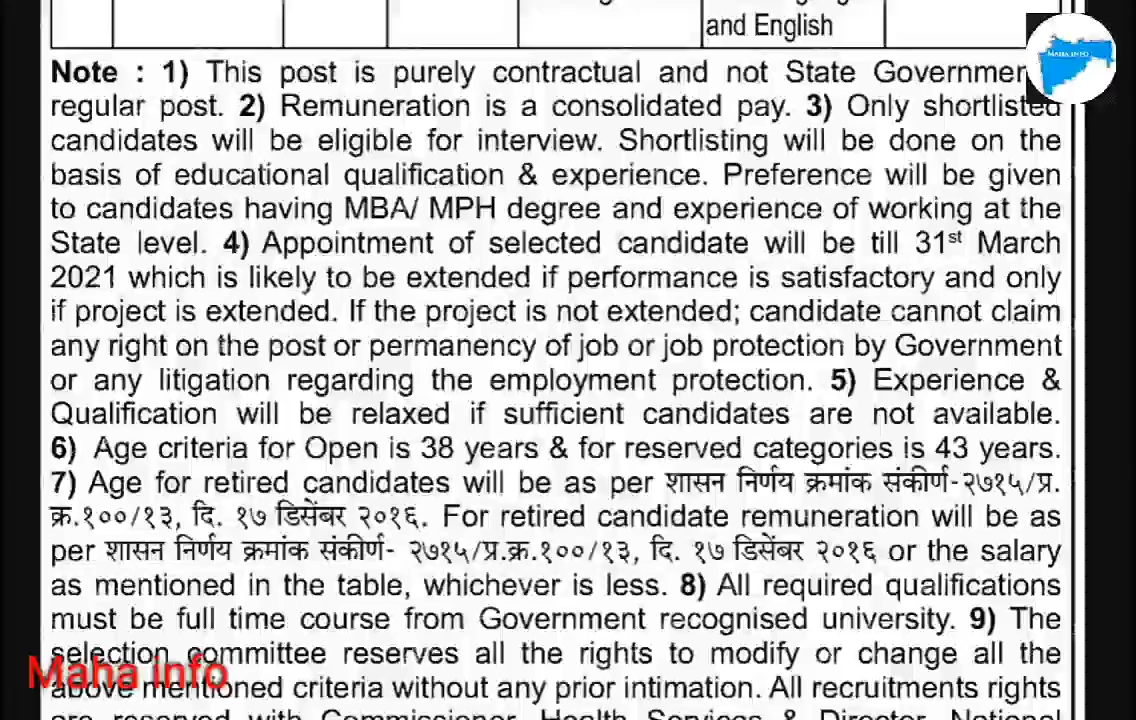 and English
MAHA INFO
Note : 1) This post is purely contractual and not State Government
regular post. 2) Remuneration is a consolidated pay. 3) Only shortlisted
candidates will be eligible for interview. Shortlisting will be done on the
basis of educational qualification & experience. Preference will be given
to candidates having MBA/ MPH degree and experience of working at the
State level. 4) Appointment of selected candidate will be till 31st March
2021 which is likely to be extended if performance is satisfactory and only
if project is extended. If the project is not extended; candidate cannot claim
any right on the post or permanency of job or job protection by Government
or any litigation regarding the employment protection. 5) Experience &
Qualification will be relaxed if sufficient candidates are not available.
6) Age criteria for Open is 38 years & for reserved categories is 43 years.
7) Age for retired candidates will be as per शासन निर्णय क्रमांक संकीर्ण-२७१५/प्र.
क्र.१००/१३, दि. १७ डिसेंबर २०१६. For retired candidate remuneration will be as
per शासन निर्णय क्रमांक संकीर्ण- २७१५/प्र.क्र.१००/१३, दि. १७ डिसेंबर २०१६ or the salary
as mentioned in the table, whichever is less. 8) All required qualifications
must be full time course from Government recognised university. 9) The
selection committee reserves all the rights to modify or change all the
Maha info
above mentioned criteria without any prior intimation. All recruitments rights
are reserved with Commissioner, Health Services & Director, National